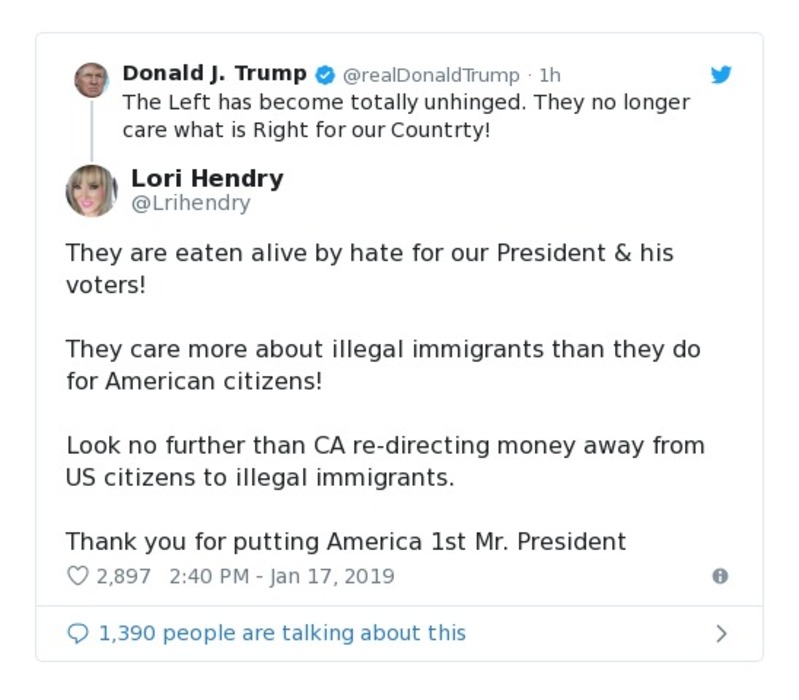 Donald J. Trump @realDonaldTrump · 1h
The Left has become totally unhinged. They no longer
care what is Right for our Countrty!
Lori Hendry
@Lrihendry
They are eaten alive by hate for our President & his
voters!
They care more about illegal immigrants than they do
for American citizens!
Look no further than CA re-directing money away from
US citizens to illegal immigrants.
Thank you for putting America 1st Mr. President
2,897 2:40 PM - Jan 17, 2019
1,390 people are talking about this